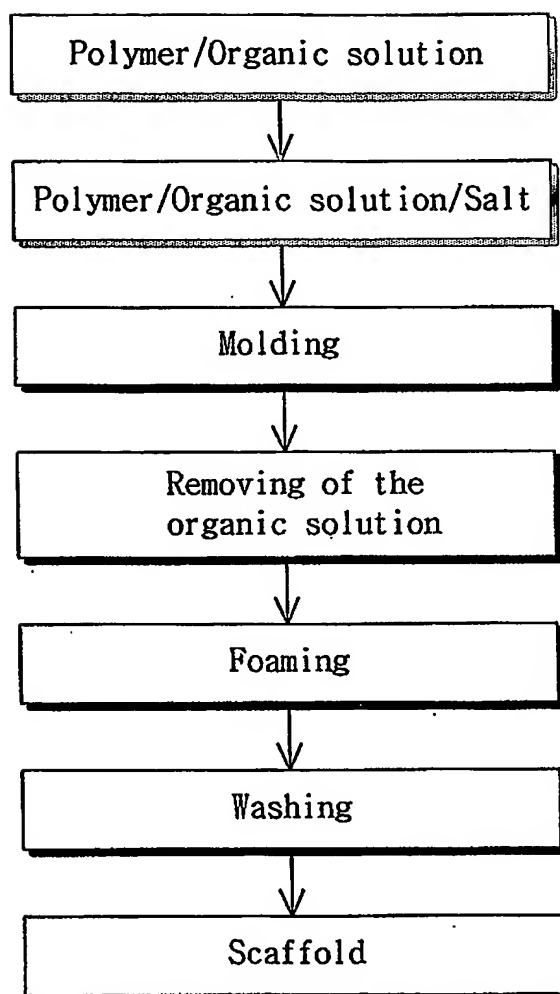 Polymer/Organic solution
Polymer/Organic solution/Salt
Molding
Removing of the
organic solution
Foaming
Washing
Scaffold